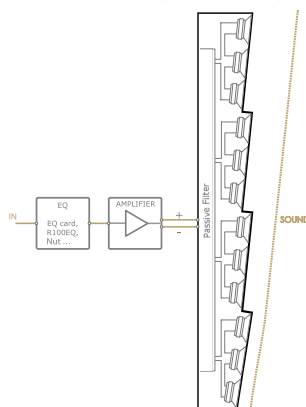 IN
EQ
EQ card,
R100EQ,
Nut ...
AMPLIFIER
+
-
Passive Filter
SOUND